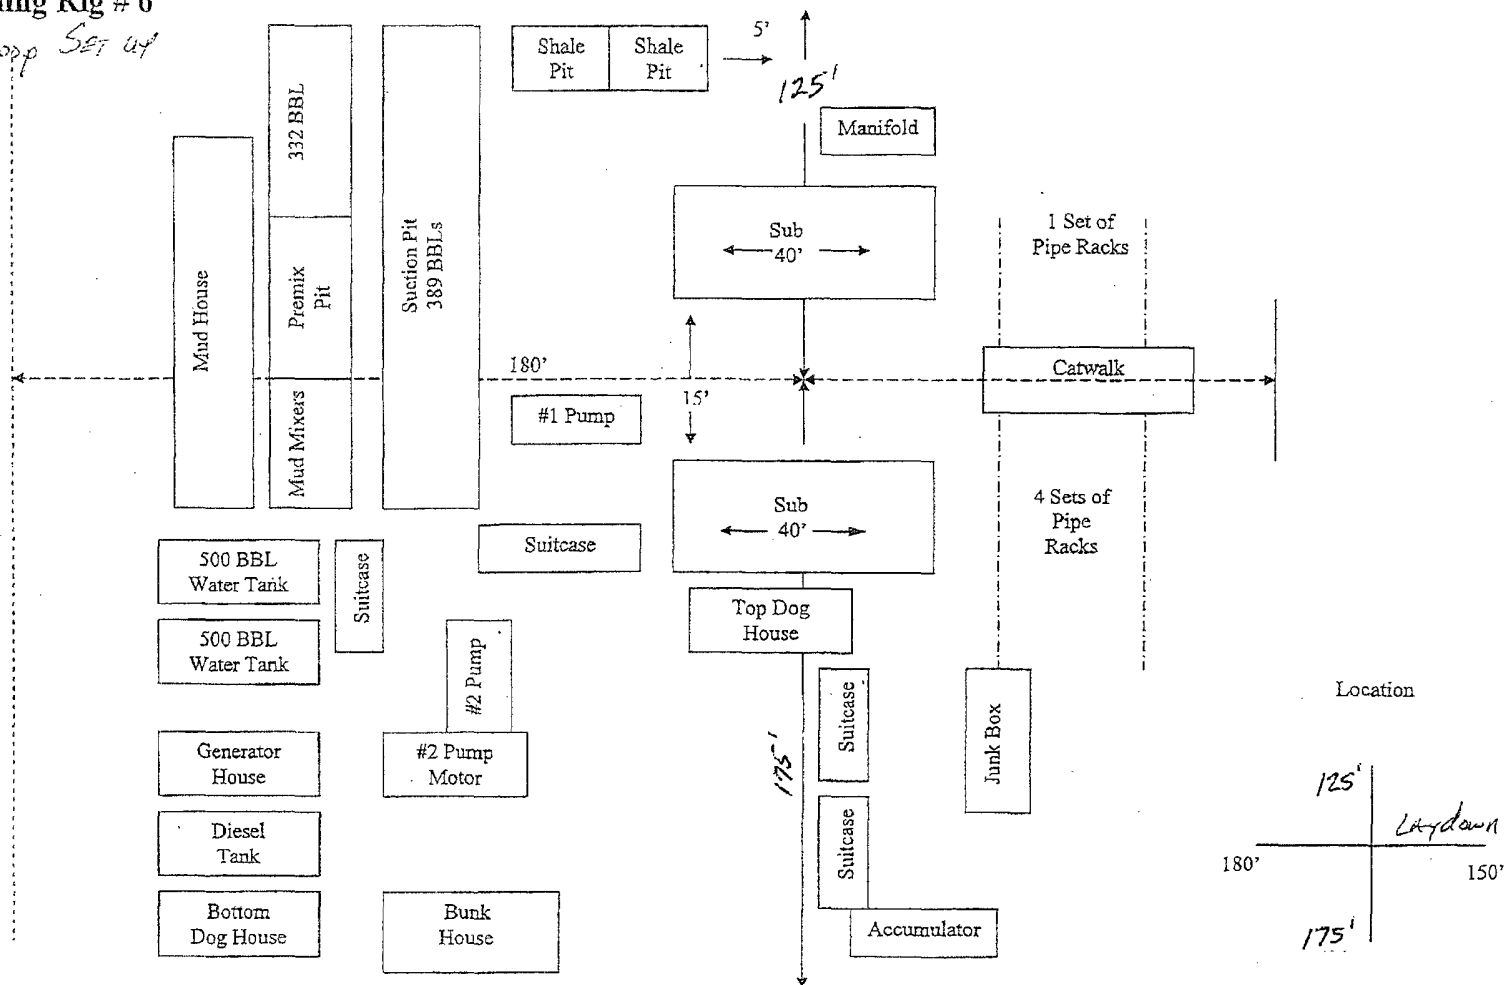 Rig # 6
Set up
Shale
Pit
Shale
Pit
5'
125'
Manifold
332 BBL
Premix
Pit
Mud Mixers
Mud House
Suction Pit
389 BBLs
Sub
40'
1 Set of
Pipe Racks
180'
15'
Catwalk
#1 Pump
Sub
40'
4 Sets of
Pipe
Racks
Suitcase
500 BBL
Water Tank
Suitcase
500 BBL
Water Tank
Top Dog
House
#2 Pump
Generator
House
#2 Pump
Motor
175'
Suitcase
Junk Box
Diesel
Tank
Suitcase
Bottom
Dog House
Bunk
House
Accumulator
Location
125'
Laydown
180'
150'
175'